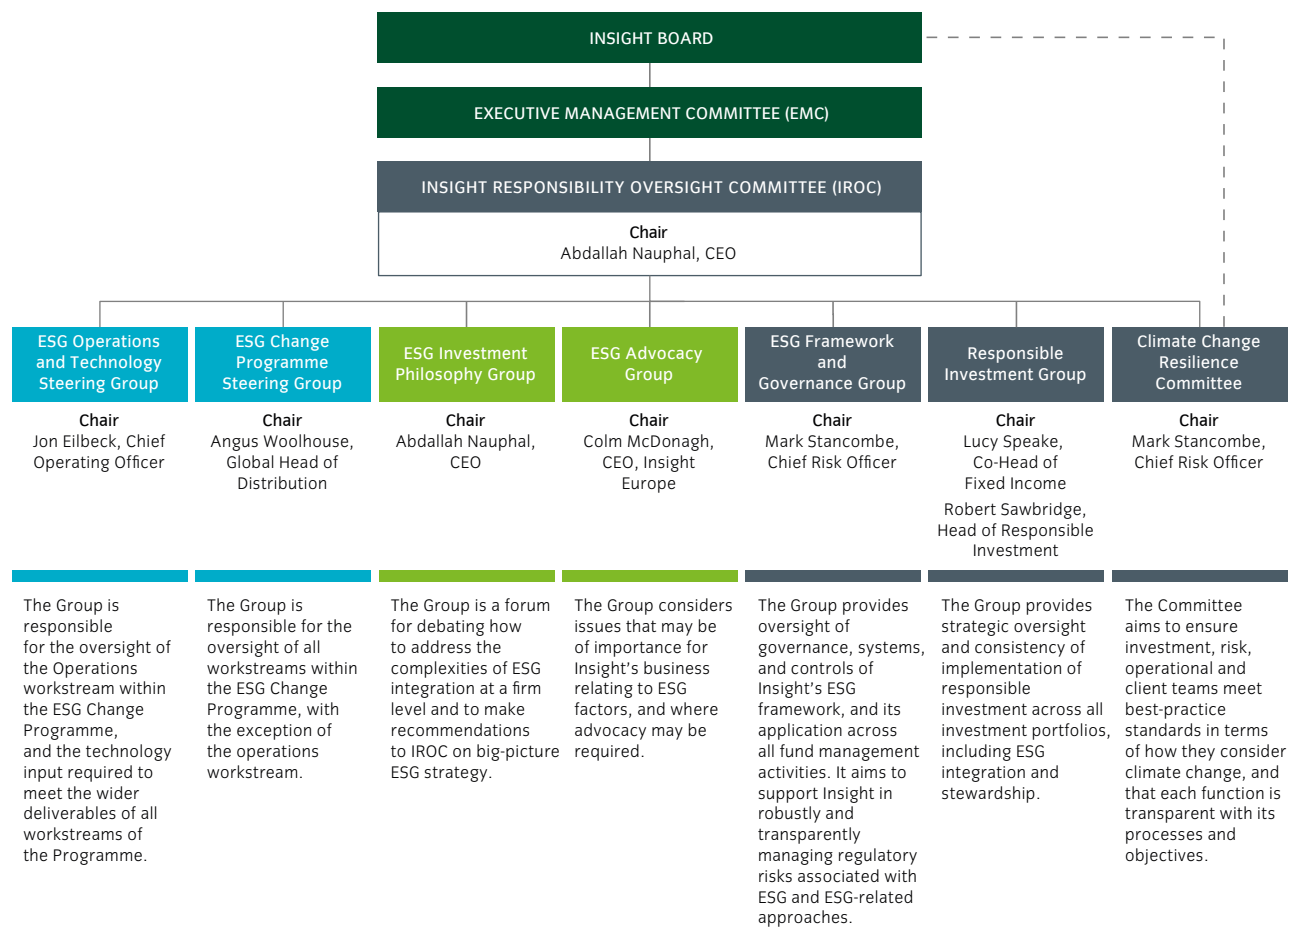 INSIGHT BOARD
EXECUTIVE MANAGEMENT COMMITTEE (EMC)
INSIGHT RESPONSIBILITY OVERSIGHT COMMITTEE (IROC)
Chair
Abdallah Nauphal, CEO
ESG Operations
and Technology
Steering Group
Chair
Jon Eilbeck, Chief
Operating Officer
The Group is
responsible
for the oversight of
the Operations
workstream within
the ESG Change
Programme,
and the technology
input required to
meet the wider
deliverables of all
workstreams of
the Programme.
ESG Change
Programme
Steering Group
Chair
Angus Woolhouse,
Global Head of
Distribution
The Group is
responsible for the
oversight of all
workstreams within
the ESG Change
Programme, with
the exception of
the operations
workstream.
ESG Investment
Philosophy Group
Chair
Abdallah Nauphal,
CEO
The Group is a forum
for debating how
to address the
complexities of ESG
integration at a firm
level and to make
recommendations
to IROC on big-picture
ESG strategy.
ESG Advocacy
Group
Chair
Colm McDonagh,
CEO, Insight
Europe
The Group considers
issues that may be
of importance for
Insight's business
relating to ESG
factors, and where
advocacy may be
required.
ESG Framework
and
Governance Group
Chair
Mark Stancombe,
Chief Risk Officer
The Group provides
oversight of
governance, systems,
and controls of
Insight's ESG
framework, and its
application across
all fund management
activities. It aims to
support Insight in
robustly and
transparently
managing regulatory
risks associated with
ESG and ESG-related
approaches.
Responsible
Investment Group
Chair
Lucy Speake,
Co-Head of
Fixed Income
Robert Sawbridge,
Head of Responsible
Investment
The Group provides
strategic oversight
and consistency of
implementation of
responsible
investment across all
investment portfolios,
including ESG
integration and
stewardship.
Climate Change
Resilience
Committee
Chair
Mark Stancombe,
Chief Risk Officer
The Committee
aims to ensure
investment, risk,
operational and
client teams meet
best-practice
standards in terms
of how they consider
climate change, and
that each function is
transparent with its
processes and
objectives.